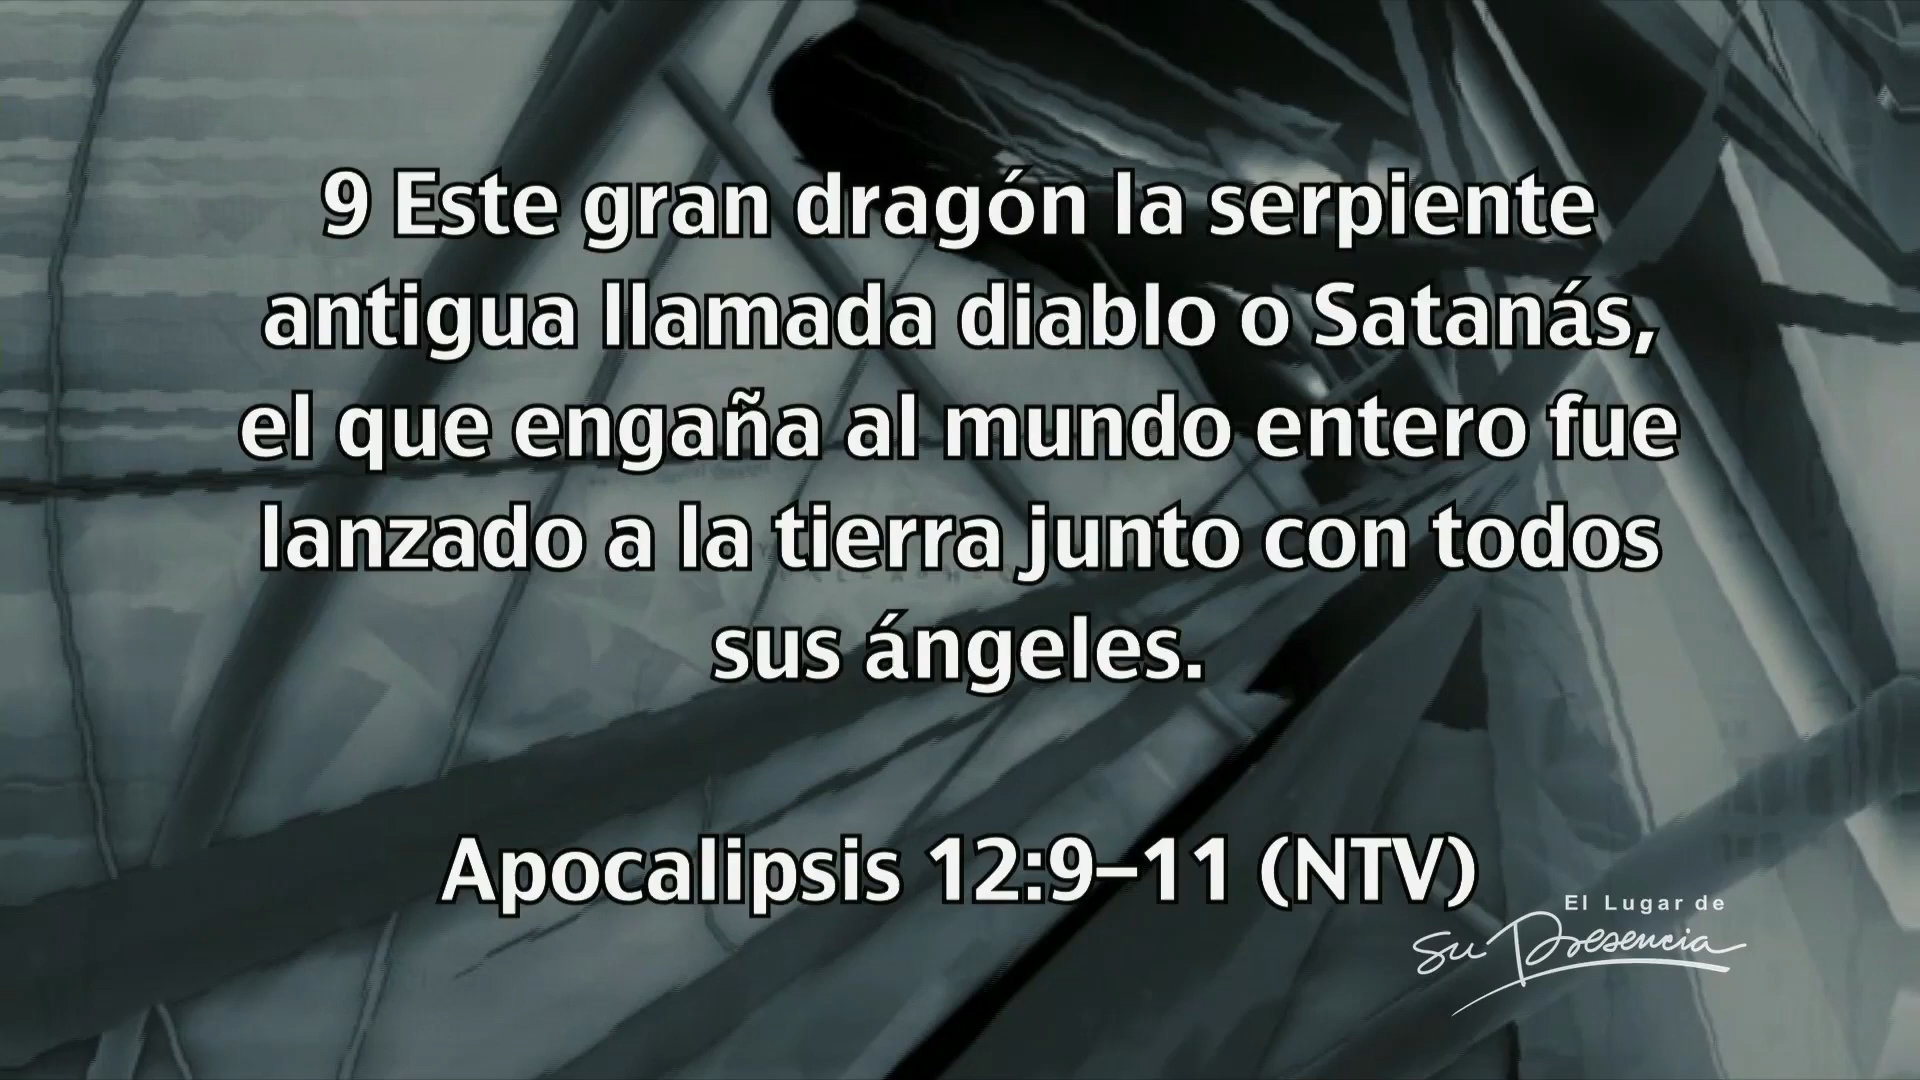 9 Este gran dragón la serpiente
antigua llamada diablo o Satanás,
el que engaña al mundo entero fue
lanzado a la tierra junto con todos
sus ángeles.
Apocalipsis 12:9–11 (NTV)
El Lugar de
Su Presencia